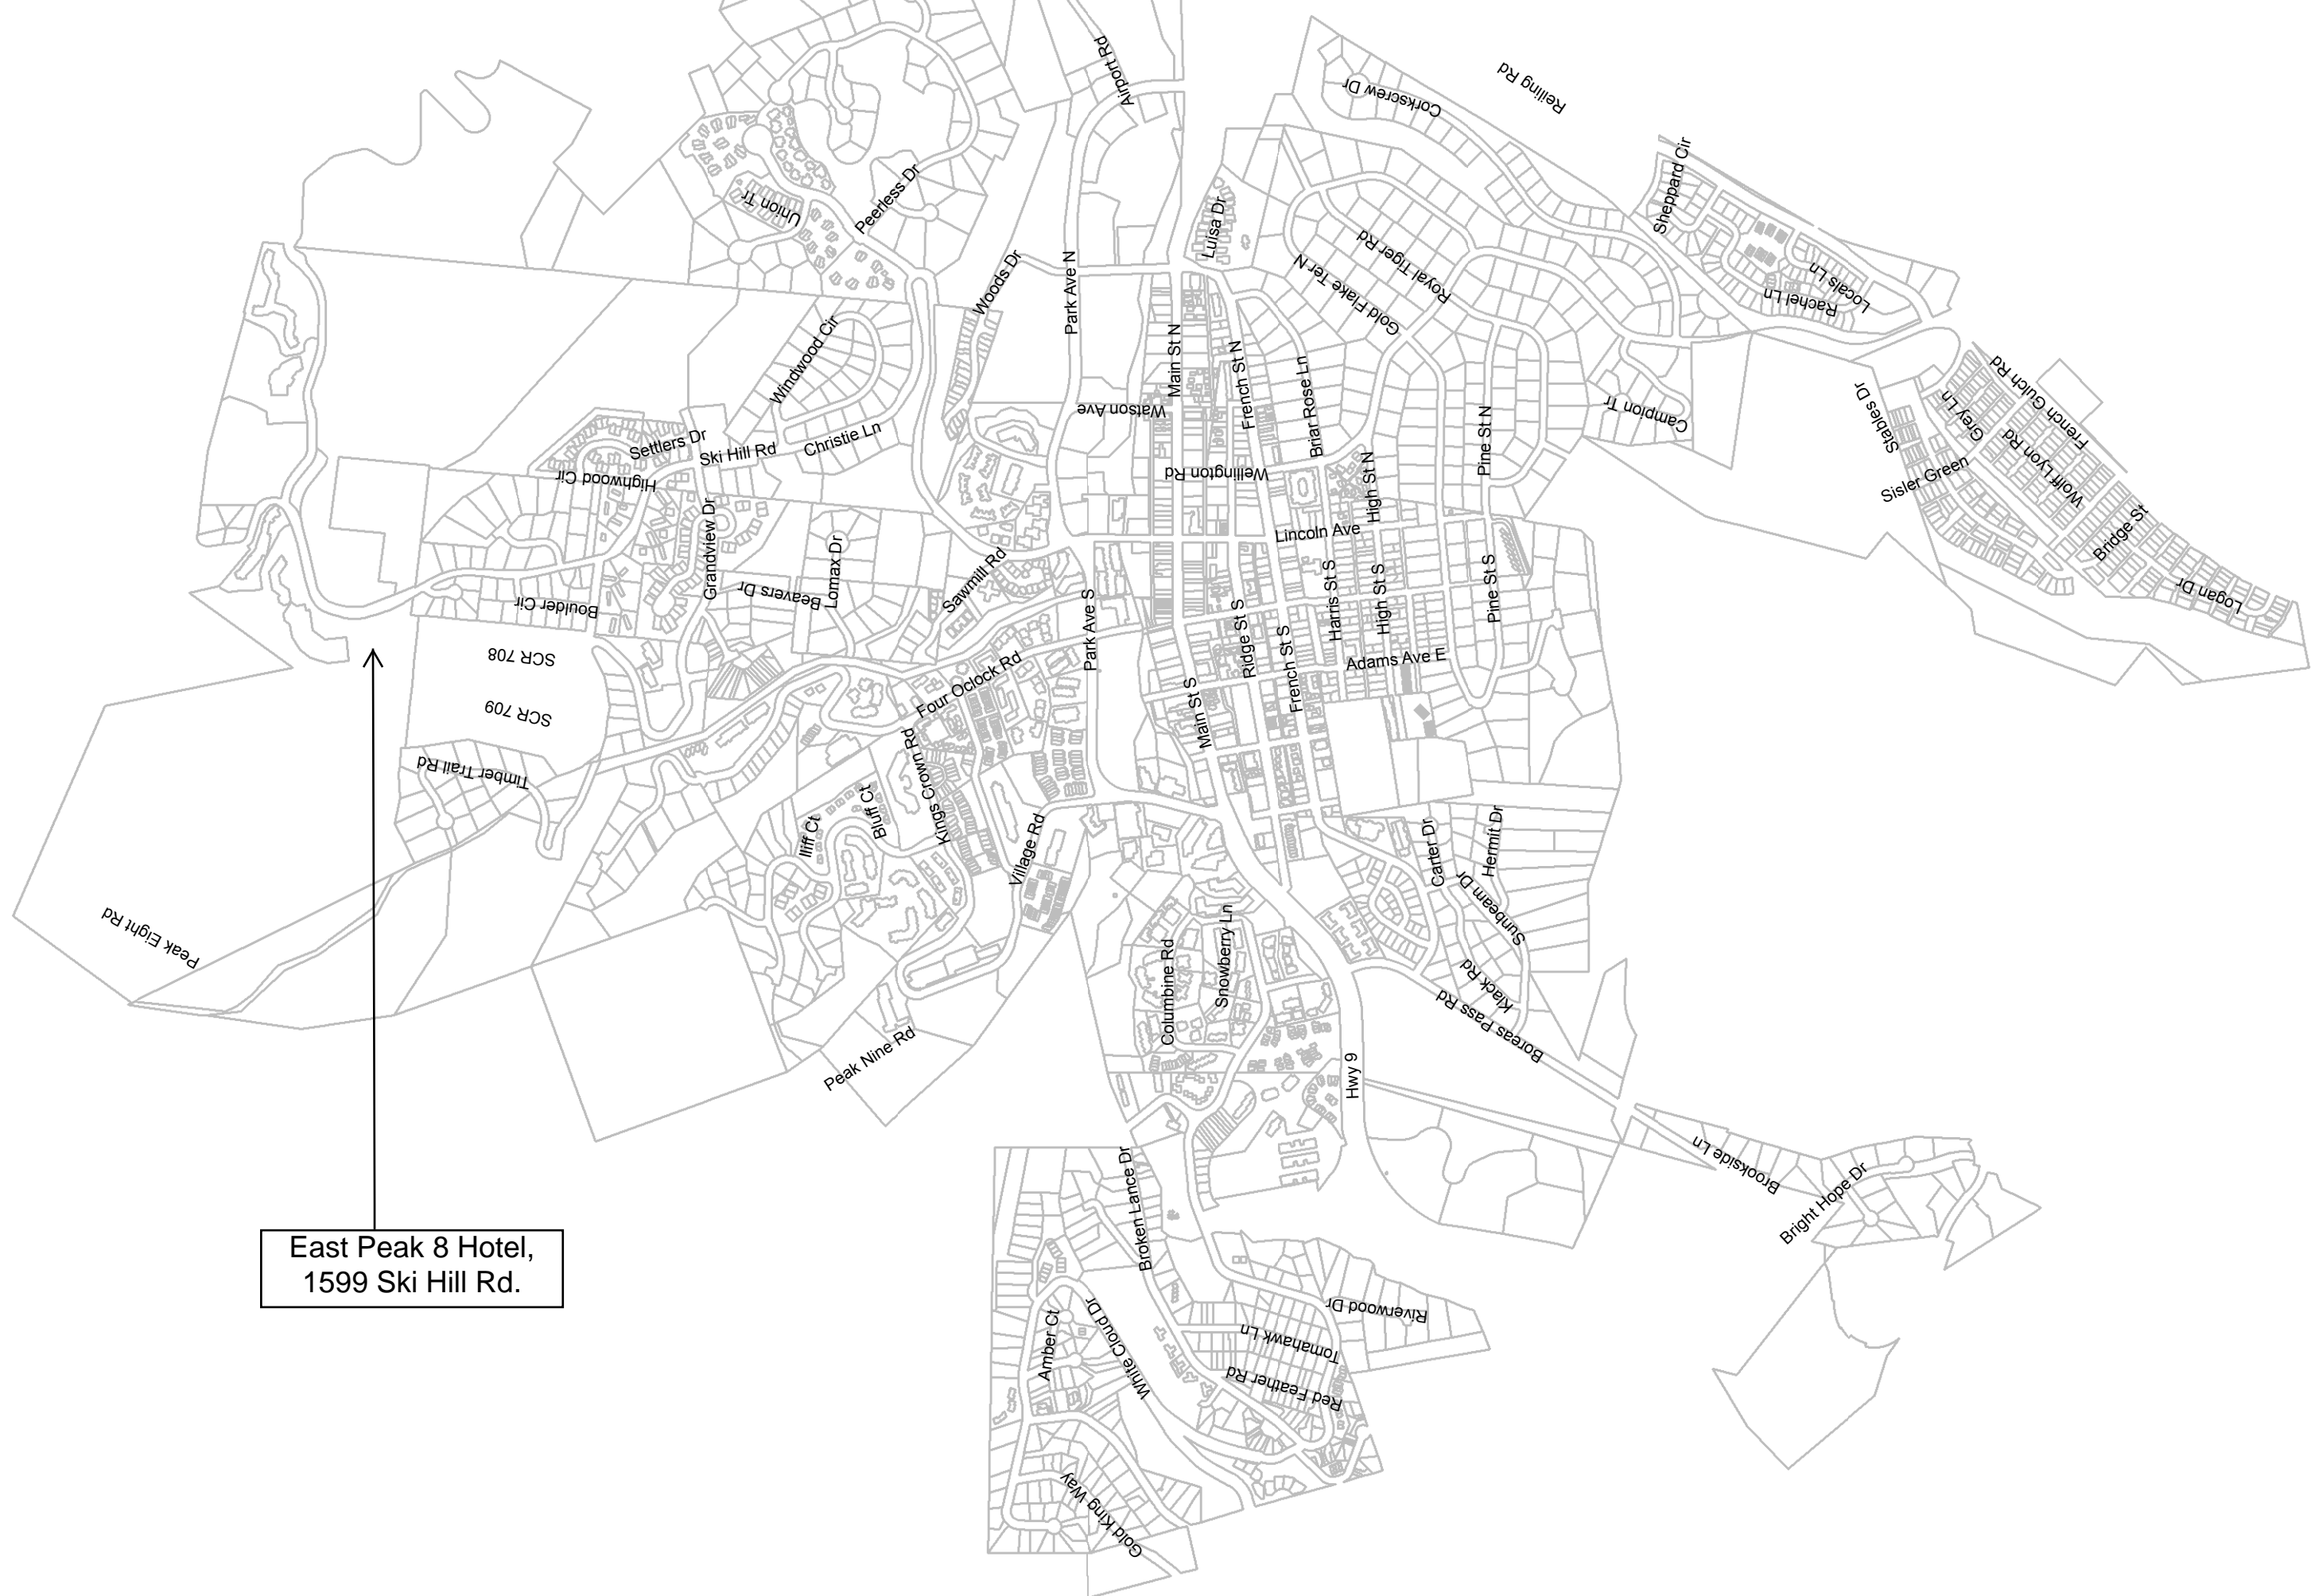 Airport Rd
Reiling Rd
Corkscrew Dr
Sheppard Cir
Peerless Dr
Union Tr
Luisa Dr
Woods Dr
Park Ave N
Royal Tiger Rd
Gold Flake Ter N
Locals Ln
Rachel Ln
Windwood Cir
Main St N
French St N
Briar Rose Ln
French Gulch Rd
Stables Dr
Grey Ln
Wolff Lyon Rd
Campion Tr
Watson Ave
Settlers Dr
Ski Hill Rd
Christie Ln
Highwood Cir
Wellington Rd
High St N
Pine St N
Sisler Green
Bridge St
Logan Dr
Grandview Dr
Lincoln Ave
Lomax Dr
Beavers Dr
Sawmill Rd
Boulder Cir
Park Ave S
Ridge St S
French St S
Harris St S
High St S
Pine St S
Adams Ave E
SCR 708
SCR 709
Four Oclock Rd
Main St S
Kings Crown Rd
Timber Trail Rd
Bluff Ct
Iliff Ct
Village Rd
Carter Dr
Hermit Dr
Sunbeam Dr
Peak Eight Rd
Columbine Rd
Snowberry Ln
Klack Rd
Boreas Pass Rd
Peak Nine Rd
Hwy 9
Brookside Ln
Bright Hope Dr
Broken Lance Dr
East Peak 8 Hotel,
1599 Ski Hill Rd.
Amber Ct
White Cloud Dr
Riverwood Dr
Tomahawk Ln
Red Feather Rd
Gold King Way